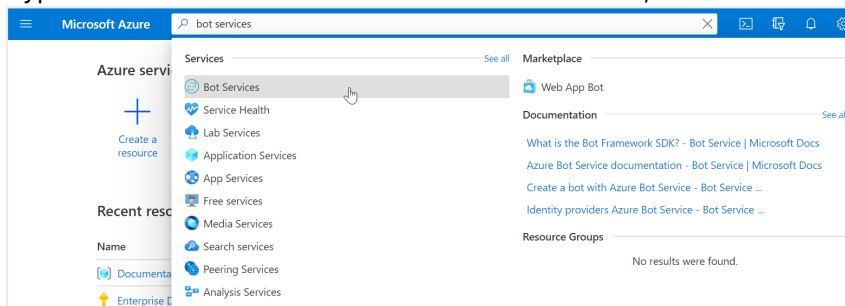 Microsoft Azure
bot services
Azure servi
Create a
resource
Recent reso
Name
Documenta
Enterprise D
Services
See all
Bot Services
Service Health
Lab Services
Application Services
App Services
Free services
Media Services
Search services
Peering Services
Analysis Services
Marketplace
Web App Bot
Documentation
See all
What is the Bot Framework SDK? - Bot Service | Microsoft Docs
Azure Bot Service documentation - Bot Service | Microsoft Docs
Create a bot with Azure Bot Service - Bot Service ...
Identity providers Azure Bot Service - Bot Service ...
Resource Groups
No results were found.